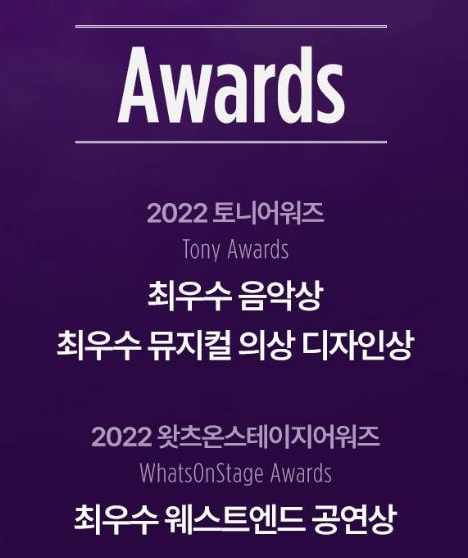 Awards
2022 토니어워즈
Tony Awards
최우수 음악상
최우수 뮤지컬 의상 디자인상
2022 왓츠온스테이지어워즈
WhatsOnStage Awards
최우수 웨스트엔드 공연상